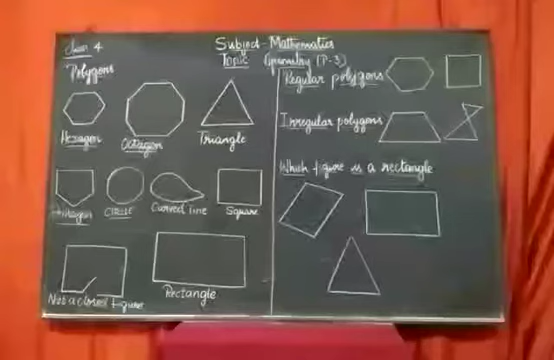 Class 4
Subject-Mathematics
Topic: Geometry (P-3)
Polygons
Hexagon
Octagon
Triangle
Pentagon
Circle
Curved line
Square
Not a closed figure
Rectangle
Regular polygons
Irregular polygons
Which figure is a rectangle